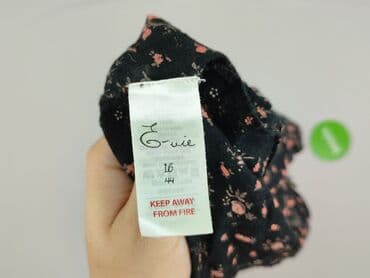 E-vie
16
44
KEEP AWAY
FROM FIRE